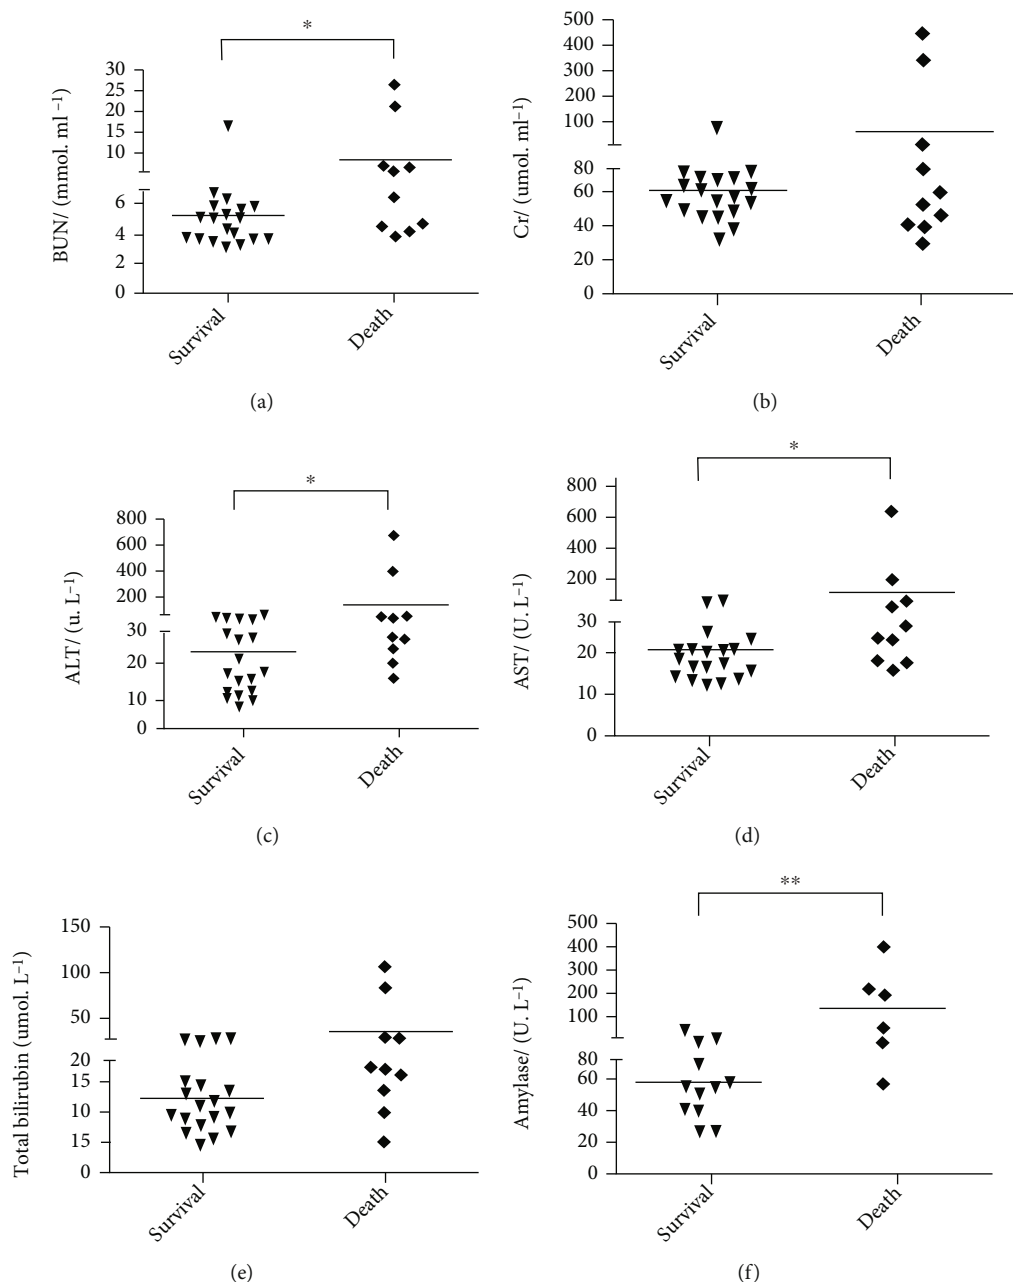 *
BUN/ (mmol. ml⁻¹)
30
25
20
15
10
6
4
2
0
Survival
Death
(a)
Cr/ (umol. ml⁻¹)
500
400
300
200
100
80
60
40
20
0
Survival
Death
(b)
*
ALT/ (u. L⁻¹)
800
600
400
200
30
20
10
0
Survival
Death
(c)
*
AST/ (U. L⁻¹)
800
600
400
200
30
20
10
0
Survival
Death
(d)
Total bilirubin (umol. L⁻¹)
150
100
50
20
15
10
15
0
Survival
Death
(e)
**
Amylase/ (U. L⁻¹)
500
400
300
200
100
80
60
40
20
0
Survival
Death
(f)